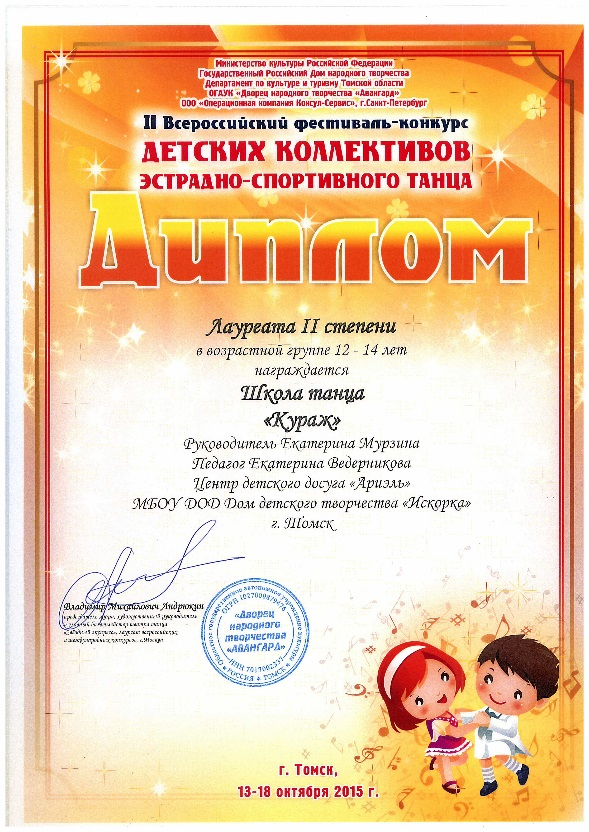 Министерство культуры Российской Федерации
Государственный Российский Дом народного творчества
Департамент по культуре и туризму Томской области
ОГАУК «Дворец народного творчества «Авангард»
ООО «Операционная компания Консул-Сервис», г.Санкт-Петербург
II Всероссийский фестиваль-конкурс
ДЕТСКИХ КОЛЛЕКТИВОВ
ЭСТРАДНО-СПОРТИВНОГО ТАНЦА
Диплом
Лауреата II степени
в возрастной группе 12 - 14 лет
награждается
Школа танца
«Кураж»
Руководитель Екатерина Мурзина
Педагог Екатерина Ведерникова
Центр детского досуга «Ариэль»
МБОУ ДОД Дом детского творчества «Искорка»
г. Томск
Владимир Михайлович Андрюкин
«Дворец
народного
творчества
«АВАНГАРД»
РОССИЯ ТОМСК
г. Томск,
13-18 октября 2015 г.